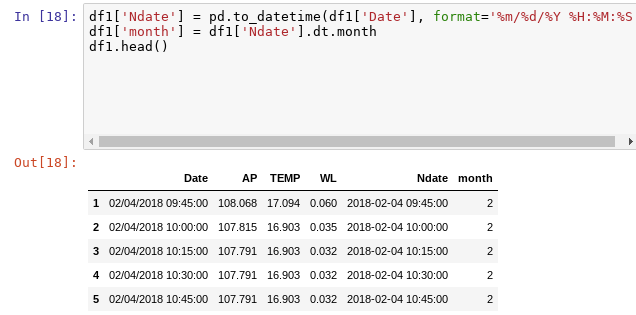 In [18]: df1['Ndate'] = pd.to_datetime(df1['Date'], format='%m/%d/%Y %H:%M:%S
df1['month'] = df1['Ndate'].dt.month
df1.head()
Out[18]:
Date AP TEMP WL Ndate month
1 02/04/2018 09:45:00 108.068 17.094 0.060 2018-02-04 09:45:00 2
2 02/04/2018 10:00:00 107.815 16.903 0.035 2018-02-04 10:00:00 2
3 02/04/2018 10:15:00 107.791 16.903 0.032 2018-02-04 10:15:00 2
4 02/04/2018 10:30:00 107.791 16.903 0.032 2018-02-04 10:30:00 2
5 02/04/2018 10:45:00 107.791 16.903 0.032 2018-02-04 10:45:00 2